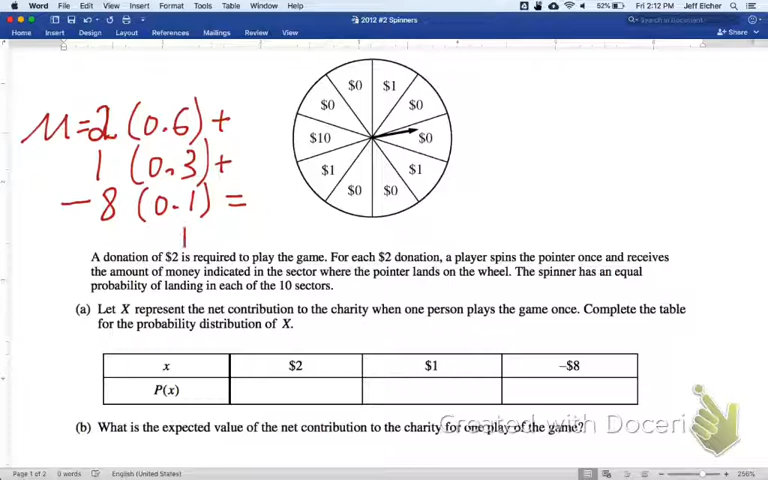 Word File Edit View Insert Format Tools Table Window Help 52% Fri 2:12 PM Jeff Eicher
2012 #2 Spinners
Home Insert Design Layout References Mailings Review View Share
$0 $1
$0 $0
$10 $0
$1 $1
$0 $0
M=2(0.6)+
1(0.3)+
-8(0.1)=
1
A donation of $2 is required to play the game. For each $2 donation, a player spins the pointer once and receives
the amount of money indicated in the sector where the pointer lands on the wheel. The spinner has an equal
probability of landing in each of the 10 sectors.
(a) Let X represent the net contribution to the charity when one person plays the game once. Complete the table
for the probability distribution of X.
x $2 $1 –$8
P(x)
(b) What is the expected value of the net contribution to the charity for one play of the game?
Created with Doceri
Page 1 of 2 0 words English (United States) 256%